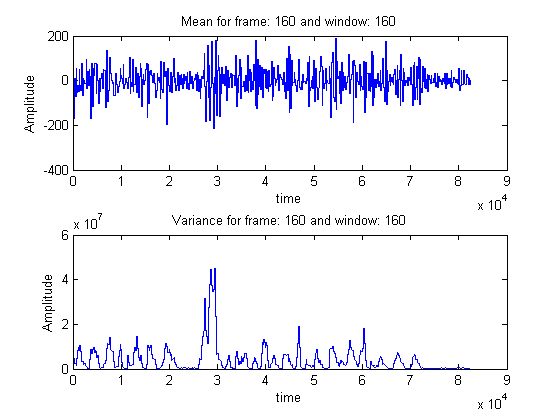 Mean for frame: 160 and window: 160
200
0
-200
-400
Amplitude
0 1 2 3 4 5 6 7 8 9
time
x 10^4
Variance for frame: 160 and window: 160
x 10^7
6
4
2
0
Amplitude
0 1 2 3 4 5 6 7 8 9
time
x 10^4